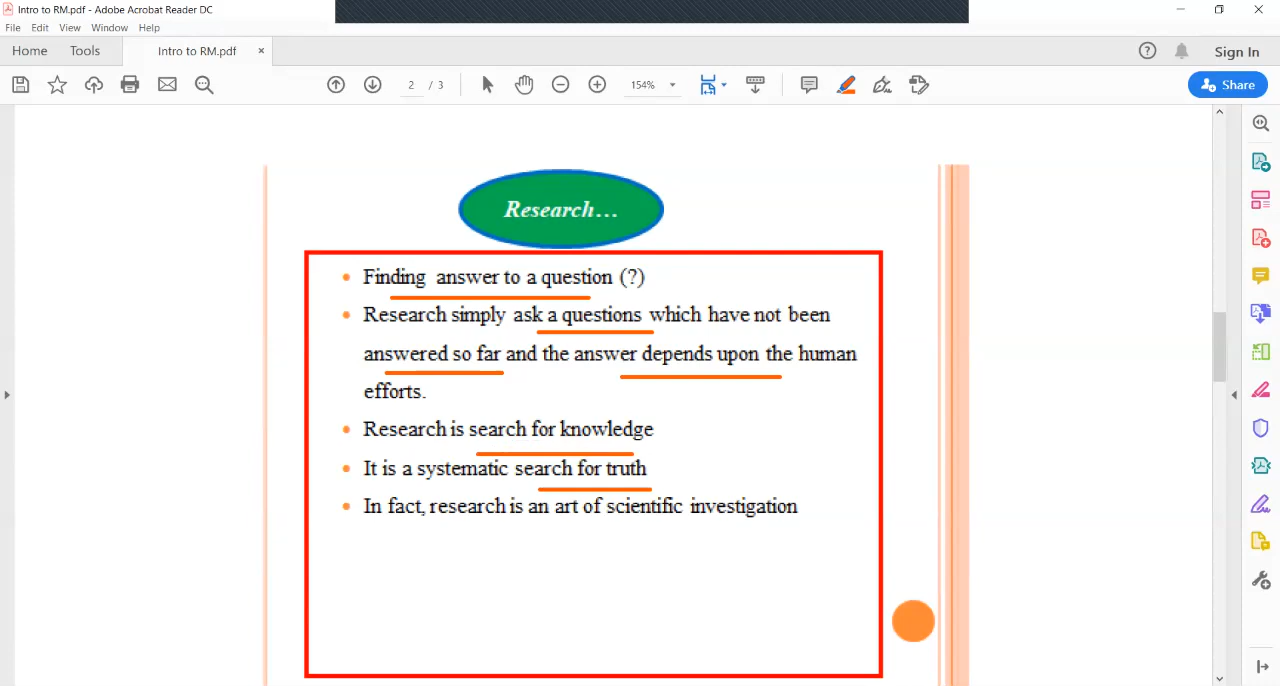 Intro to RM.pdf - Adobe Acrobat Reader DC
File Edit View Window Help
Home Tools Intro to RM.pdf × Sign In
2 / 3 154% Share
Research...
• Finding answer to a question (?)
• Research simply ask a questions which have not been
answered so far and the answer depends upon the human
efforts.
• Research is search for knowledge
• It is a systematic search for truth
• In fact, research is an art of scientific investigation